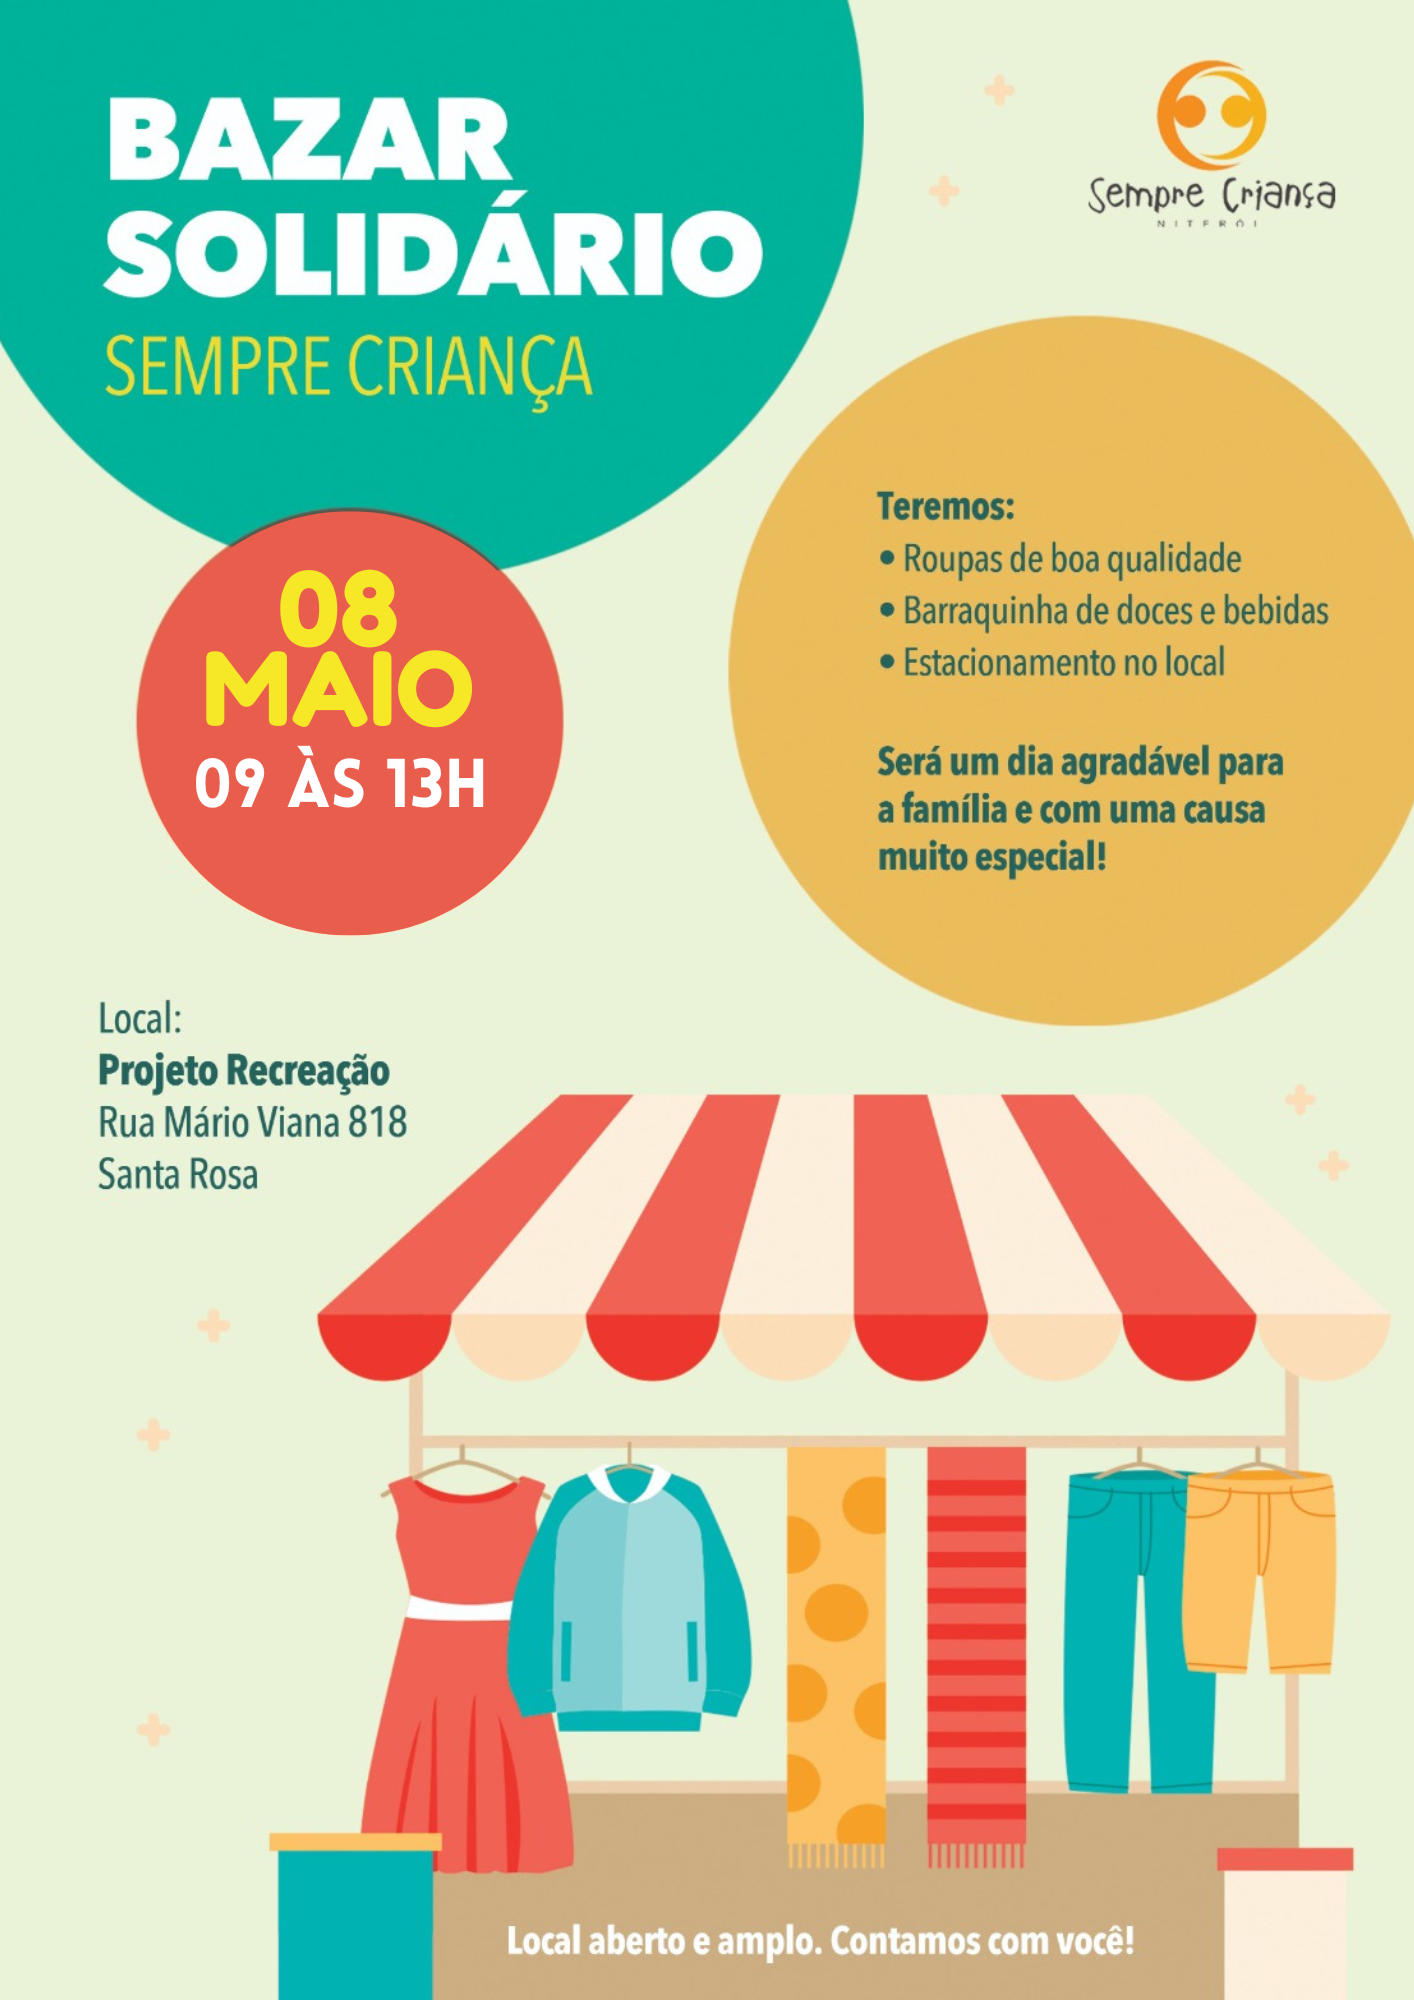 BAZAR
SOLIDÁRIO
SEMPRE CRIANÇA
Sempre Criança
NITERÓI
08
MAIO
09 ÀS 13H
Teremos:
• Roupas de boa qualidade
• Barraquinha de doces e bebidas
• Estacionamento no local
Será um dia agradável para
a família e com uma causa
muito especial!
Local:
Projeto Recreação
Rua Mário Viana 818
Santa Rosa
Local aberto e amplo. Contamos com você!